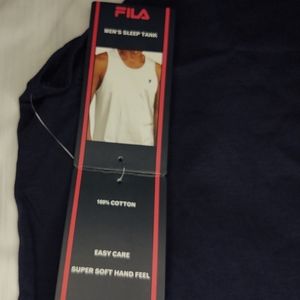 FILA
MEN'S SLEEP TANK
100% COTTON
EASY CARE
SUPER SOFT HAND FEEL